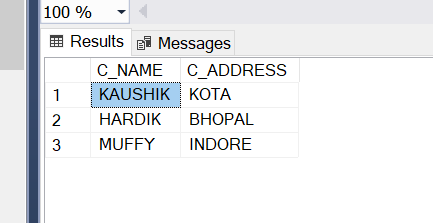 100 %
Results Messages
C_NAME C_ADDRESS
1 KAUSHIK KOTA
2 HARDIK BHOPAL
3 MUFFY INDORE